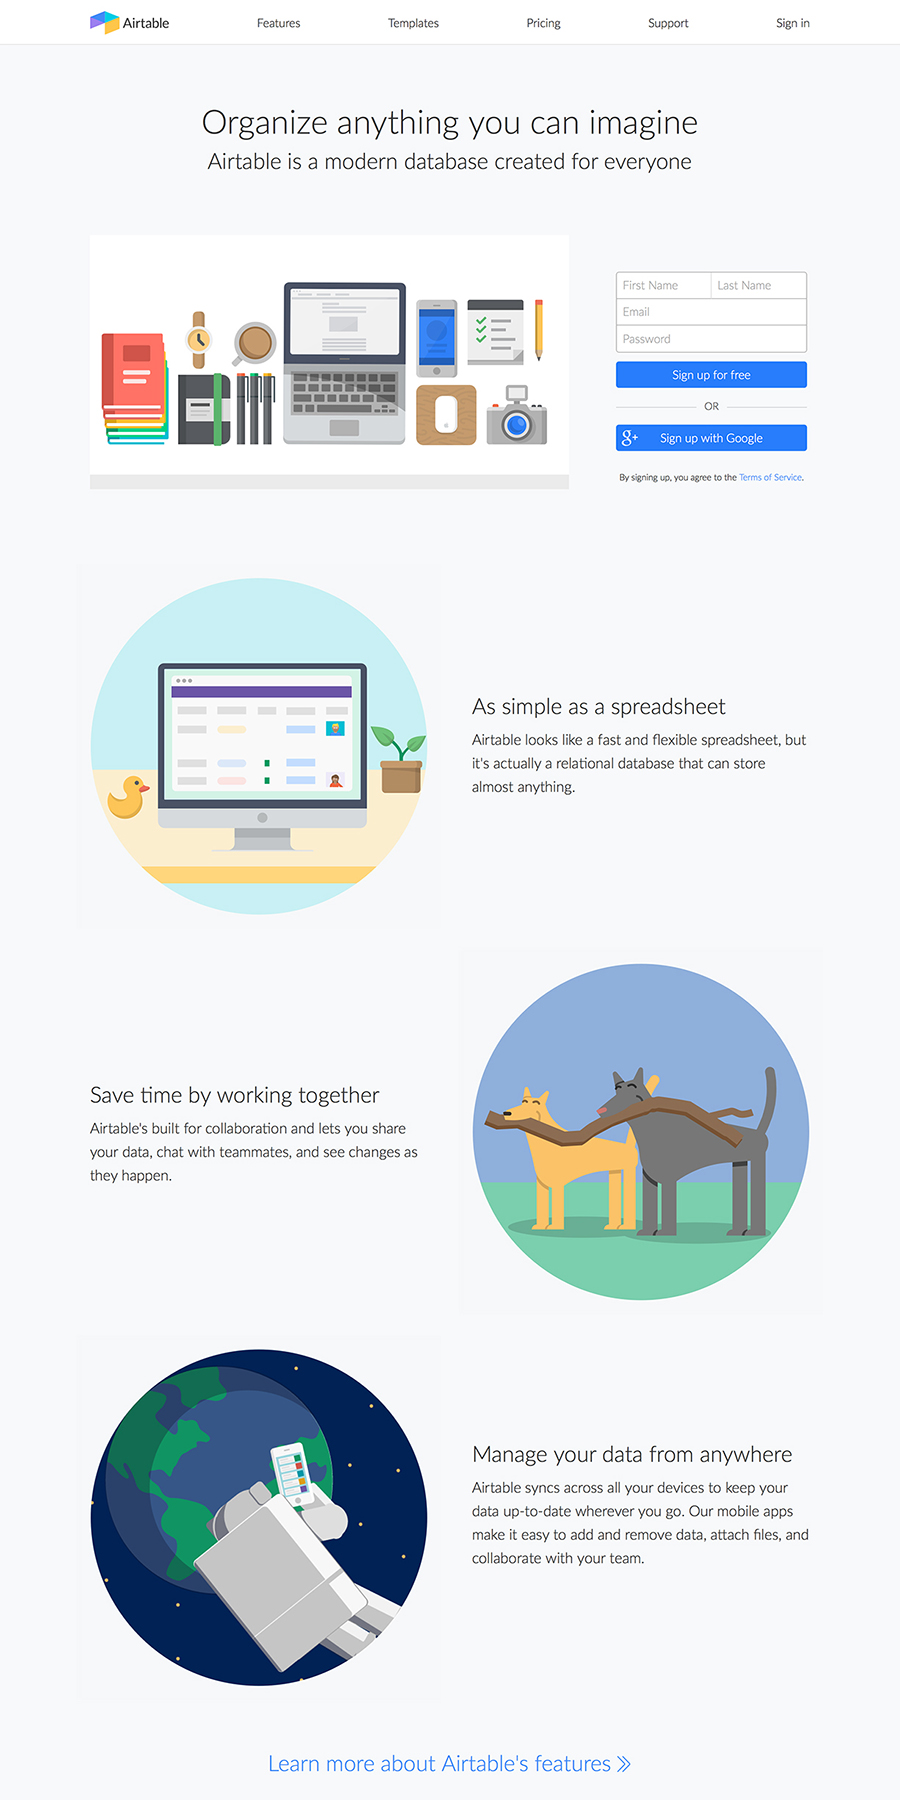 Airtable
Features
Templates
Pricing
Support
Sign in
Organize anything you can imagine
Airtable is a modern database created for everyone
First Name
Last Name
Email
Password
Sign up for free
OR
g+ Sign up with Google
By signing up, you agree to the Terms of Service.
As simple as a spreadsheet
Airtable looks like a fast and flexible spreadsheet, but
it's actually a relational database that can store
almost anything.
Save time by working together
Airtable's built for collaboration and lets you share
your data, chat with teammates, and see changes as
they happen.
Manage your data from anywhere
Airtable syncs across all your devices to keep your
data up-to-date wherever you go. Our mobile apps
make it easy to add and remove data, attach files, and
collaborate with your team.
Learn more about Airtable's features